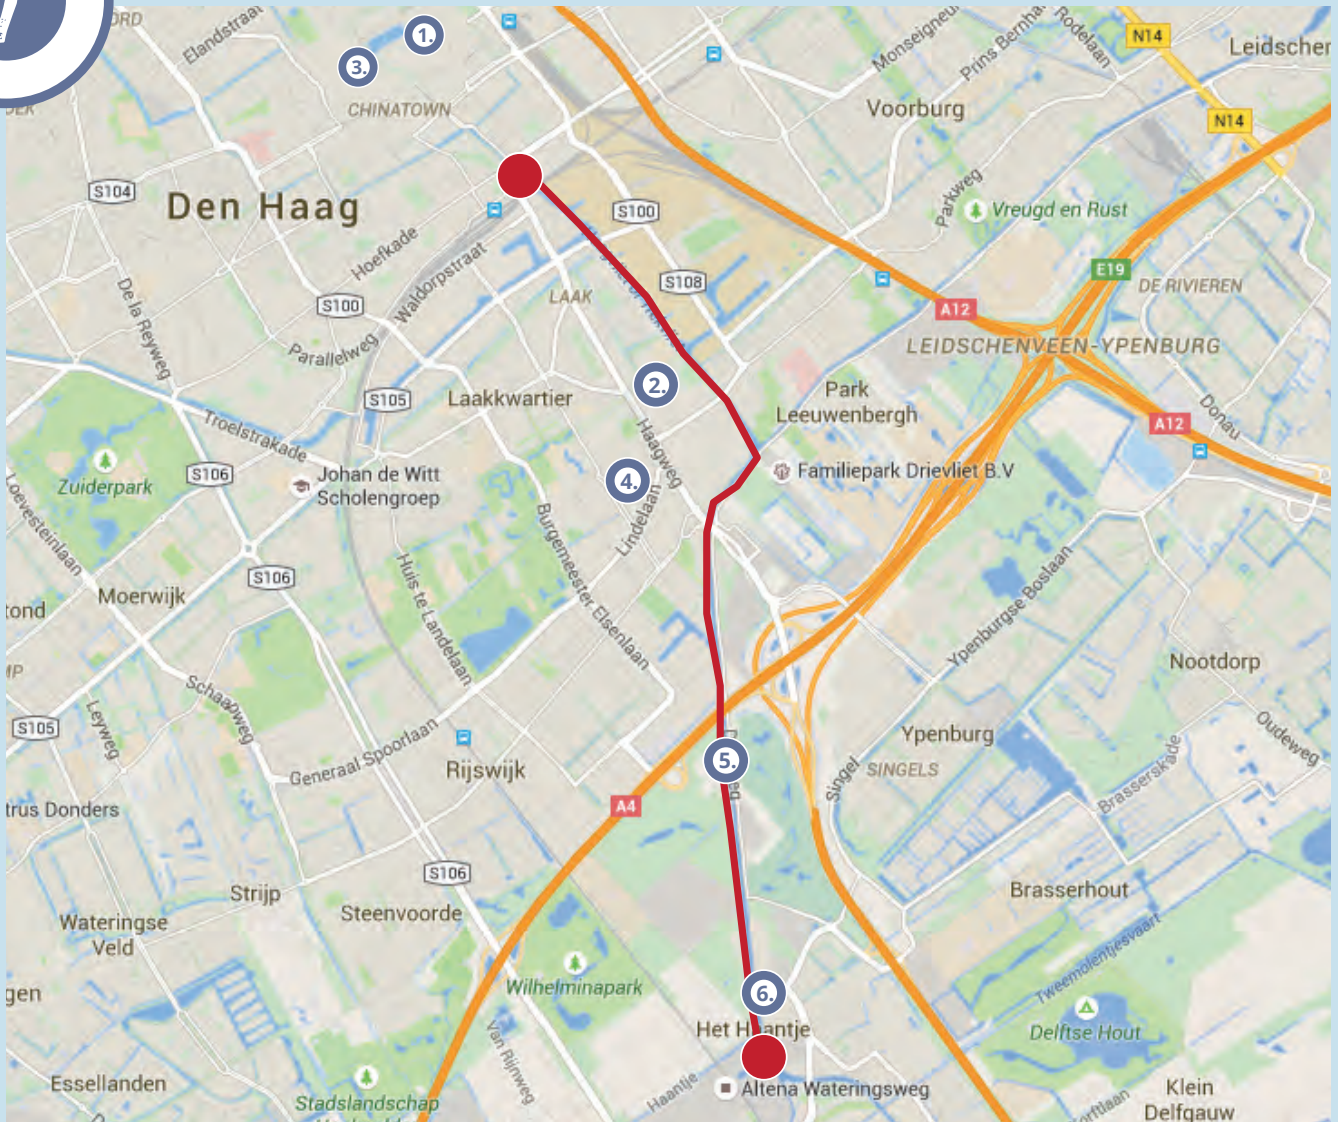 Elandstraat
1.
3.
CHINATOWN
Monseigneur
Prins Bernha
Rodelaan
N14
Leidscher
Voorburg
N14
S104
Den Haag
Parkweg
Vreugd en Rust
S100
Hoefkade
Waldorpstraat
E19
S108
DE RIVIEREN
De la Reyweg
S100
LAAK
A12
LEIDSCHENVEEN-YPENBURG
Parallelweg
2.
Park
Leeuwenbergh
S105
Laakkwartier
Donau
A12
Troelstrakade
Haagweg
S106
Johan de Witt
Scholengroep
4.
Familiepark Drievliet B.V
Zuiderpark
Loevesteinlaan
Lindelaan
Burgemeester Elsenlaan
S106
Huis te Landelaan
Moerwijk
Ypenburgse Boslaan
Nootdorp
Schaapweg
S105
Leyweg
Generaal Spoorlaan
Rijswijk
5.
Ypenburg
SINGELS
Singel
Oudeweg
Brasserskade
trus Donders
A4
S106
Strijp
Steenvoorde
Brasserhout
Wateringse
Veld
Tweemolentjesvaart
gen
Wilhelminapark
6.
Het Haantje
Delftse Hout
Van Rijnweg
Essellanden
Haantje
Altena Wateringsweg
Stadslandschap
Klein
Delfgauw